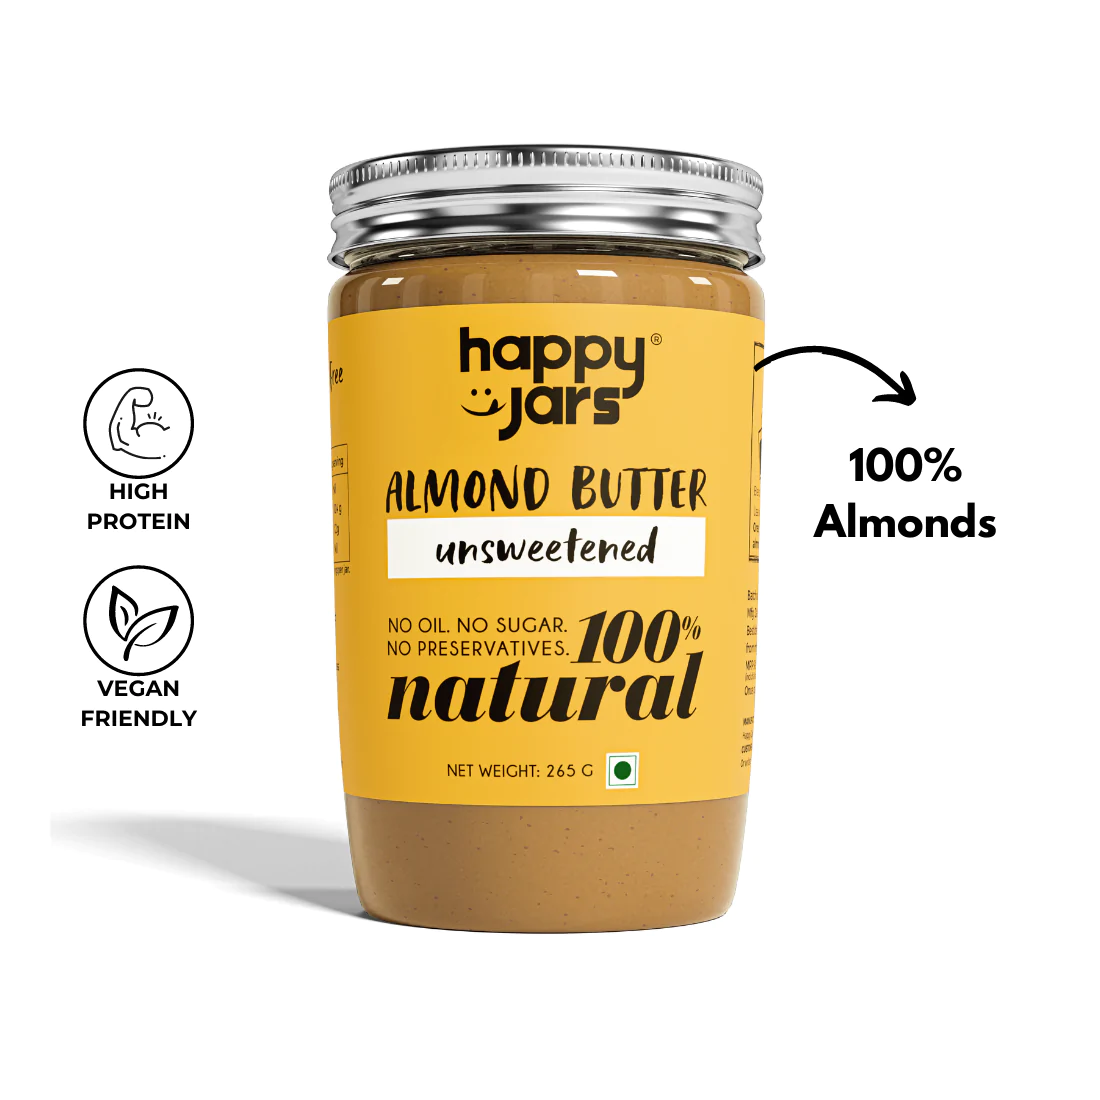 happy®
jars
ALMOND BUTTER
unsweetened
NO OIL. NO SUGAR.
NO PRESERVATIVES.
100%
natural
NET WEIGHT: 265 G
HIGH
PROTEIN
VEGAN
FRIENDLY
100%
Almonds